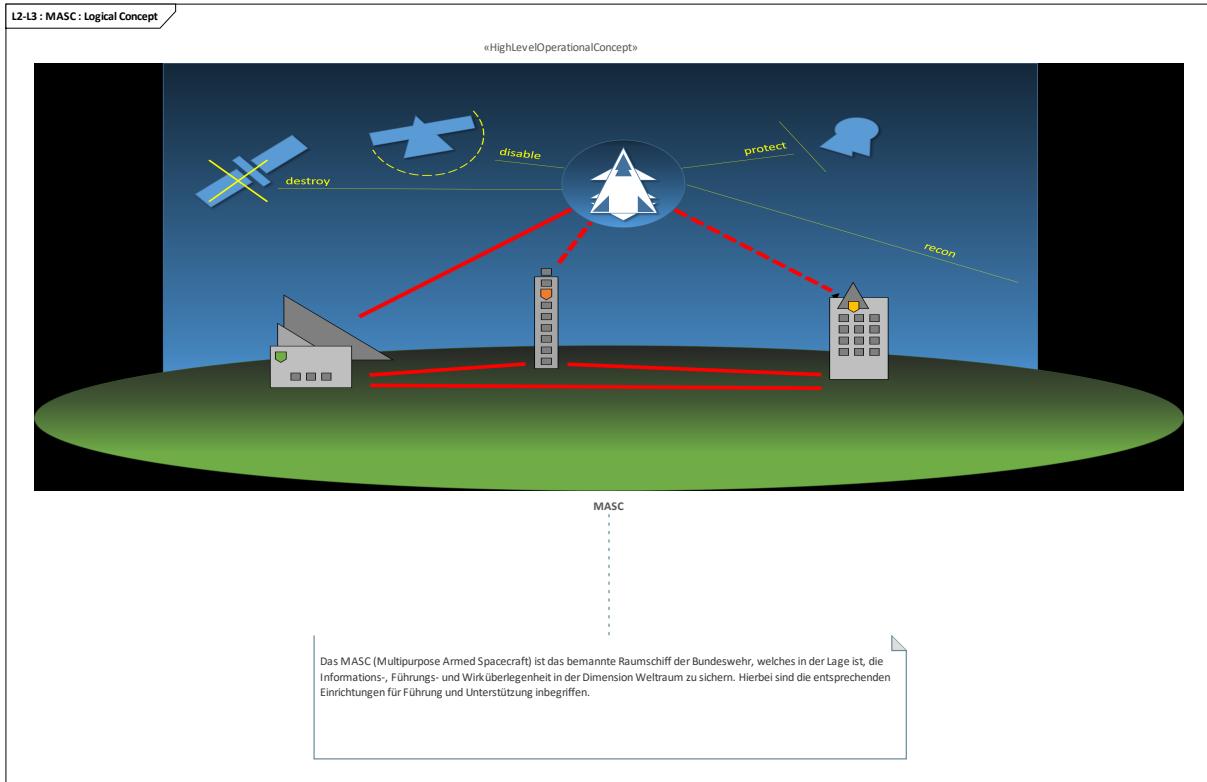 L2-L3 : MASC : Logical Concept
«HighLevelOperationalConcept»
disable
protect
destroy
recon
MASC
Das MASC (Multipurpose Armed Spacecraft) ist das bemannte Raumschiff der Bundeswehr, welches in der Lage ist, die
Informations-, Führungs- und Wirküberlegenheit in der Dimension Weltraum zu sichern. Hierbei sind die entsprechenden
Einrichtungen für Führung und Unterstützung inbegriffen.